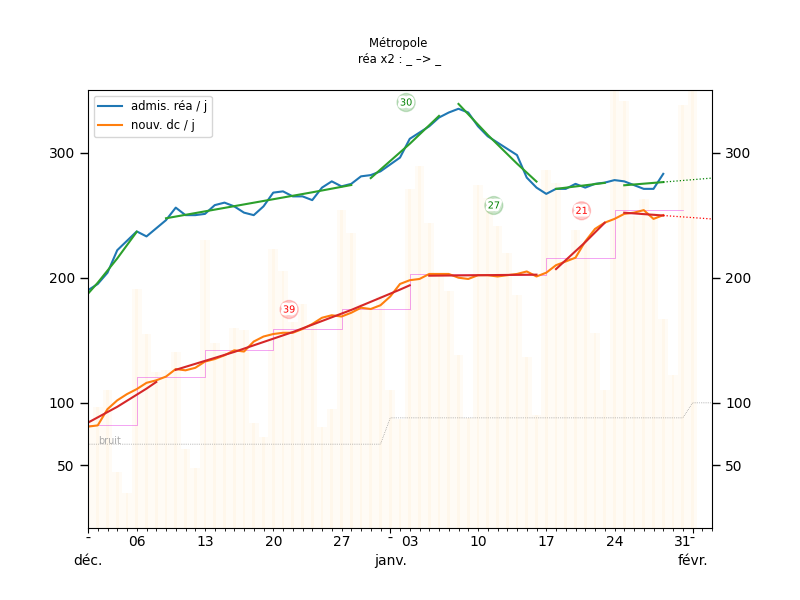 Métropole
réa x2 : _ –> _
admis. réa / j
nouv. dc / j
30
27
21
39
300
200
100
50
300
200
100
50
bruit
- 06 13 20 27 - 03 10 17 24 31 -
déc. janv. févr.